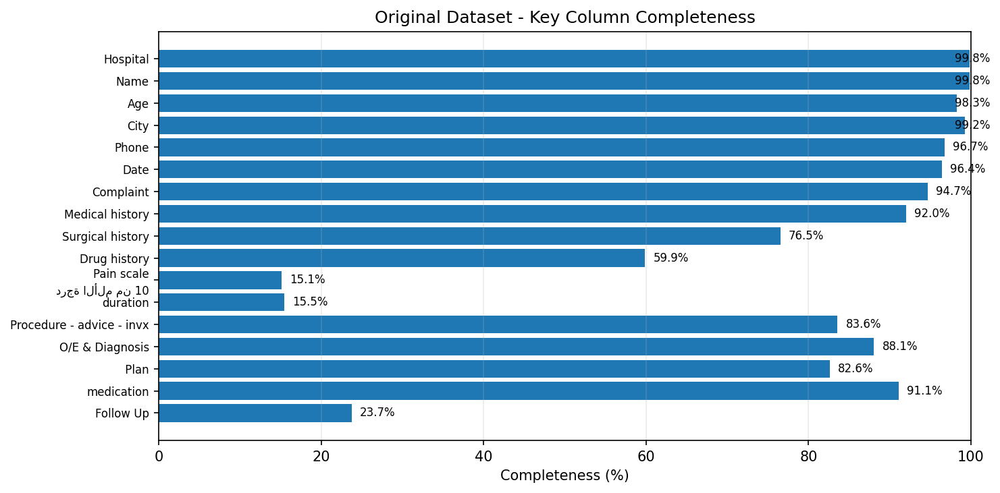 Original Dataset - Key Column Completeness
Hospital
99.8%
Name
99.8%
Age
98.3%
City
99.2%
Phone
96.7%
Date
96.4%
Complaint
94.7%
Medical history
92.0%
Surgical history
76.5%
Drug history
59.9%
Pain scale
درجة الألم من 10
15.1%
duration
15.5%
Procedure - advice - invx
83.6%
O/E & Diagnosis
88.1%
Plan
82.6%
medication
91.1%
Follow Up
23.7%
0 20 40 60 80 100
Completeness (%)